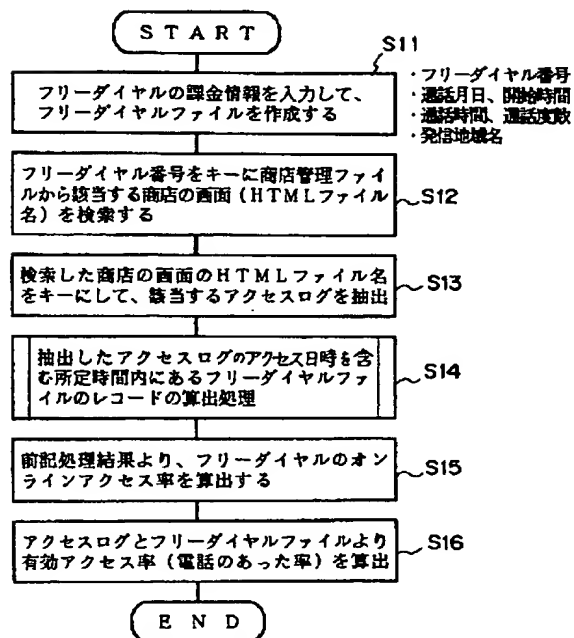 START
S11
フリーダイヤルの課金情報を入力して、
フリーダイヤルファイルを作成する
・フリーダイヤル番号
・通話月日、開始時間
・通話時間、通話度数
・発信地域名
フリーダイヤル番号をキーに商店管理ファ
イルから該当する商店の画面(HTMLファイル
名)を検索する
S12
検索した商店の画面のHTMLファイル名
をキーにして、該当するアクセスログを抽出
S13
抽出したアクセスログのアクセス日時を含
む所定時間内にあるフリーダイヤルファ
イルのレコードの算出処理
S14
前記処理結果より、フリーダイヤルのオン
ラインアクセス率を算出する
S15
アクセスログとフリーダイヤルファイルより
有効アクセス率(電話のあった率)を算出
S16
END